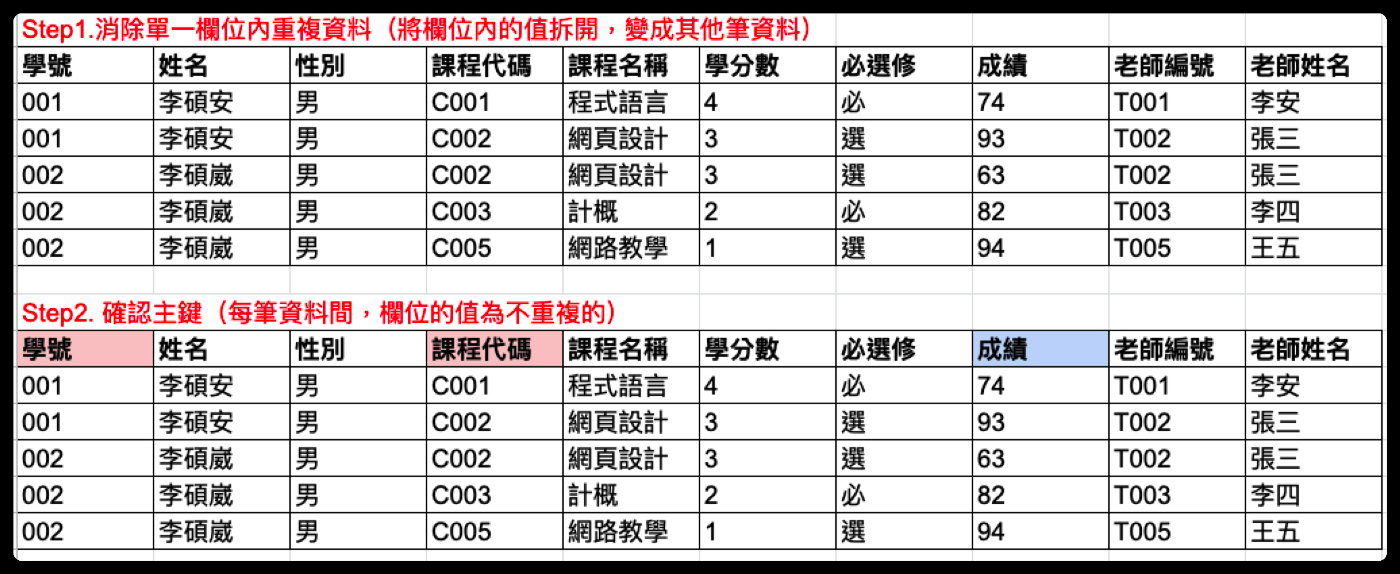 Step1.消除單一欄位內重複資料（將欄位內的值拆開，變成其他筆資料）
學號 姓名 性別 課程代碼 課程名稱 學分數 必選修 成績 老師編號 老師姓名
001 李碩安 男 C001 程式語言 4 必 74 T001 李安
001 李碩安 男 C002 網頁設計 3 選 93 T002 張三
002 李碩崴 男 C002 網頁設計 3 選 63 T002 張三
002 李碩崴 男 C003 計概 2 必 82 T003 李四
002 李碩崴 男 C005 網路教學 1 選 94 T005 王五
Step2. 確認主鍵（每筆資料間，欄位的值為不重複的）
學號 姓名 性別 課程代碼 課程名稱 學分數 必選修 成績 老師編號 老師姓名
001 李碩安 男 C001 程式語言 4 必 74 T001 李安
001 李碩安 男 C002 網頁設計 3 選 93 T002 張三
002 李碩崴 男 C002 網頁設計 3 選 63 T002 張三
002 李碩崴 男 C003 計概 2 必 82 T003 李四
002 李碩崴 男 C005 網路教學 1 選 94 T005 王五